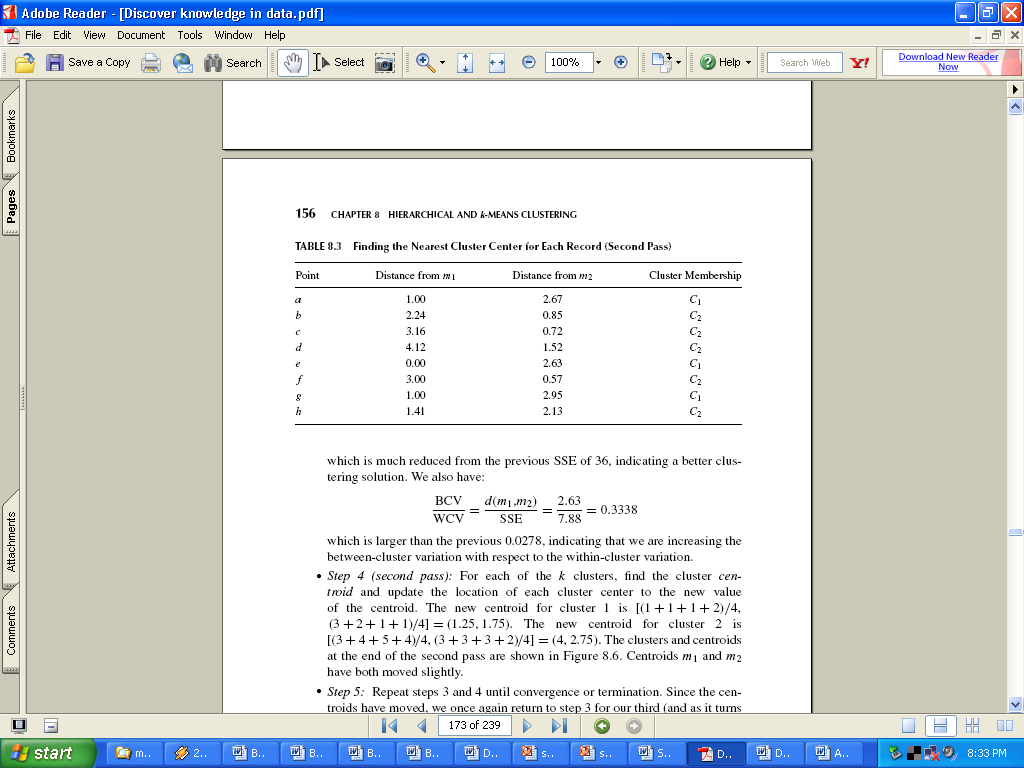 Adobe Reader - [Discover knowledge in data.pdf]
File Edit View Document Tools Window Help
Save a Copy Search Select 100% Help Search Web Y! Download New Reader Now
Bookmarks
Pages
Attachments
Comments
156 CHAPTER 8 HIERARCHICAL AND k-MEANS CLUSTERING
TABLE 8.3 Finding the Nearest Cluster Center for Each Record (Second Pass)
Point Distance from m1 Distance from m2 Cluster Membership
a 1.00 2.67 C1
b 2.24 0.85 C2
c 3.16 0.72 C2
d 4.12 1.52 C2
e 0.00 2.63 C1
f 3.00 0.57 C2
g 1.00 2.95 C1
h 1.41 2.13 C2
which is much reduced from the previous SSE of 36, indicating a better clus-
tering solution. We also have:
BCV/WCV = d(m1,m2)/SSE = 2.63/7.88 = 0.3338
which is larger than the previous 0.0278, indicating that we are increasing the
between-cluster variation with respect to the within-cluster variation.
• Step 4 (second pass): For each of the k clusters, find the cluster cen-
troid and update the location of each cluster center to the new value
of the centroid. The new centroid for cluster 1 is [(1 + 1 + 1 + 2)/4,
(3 + 2 + 1 + 1)/4] = (1.25, 1.75). The new centroid for cluster 2 is
[(3 + 4 + 5 + 4)/4, (3 + 3 + 3 + 2)/4] = (4, 2.75). The clusters and centroids
at the end of the second pass are shown in Figure 8.6. Centroids m1 and m2
have both moved slightly.
• Step 5: Repeat steps 3 and 4 until convergence or termination. Since the cen-
troids have moved, we once again return to step 3 for our third (and as it turns
173 of 239
start m.. 2.. B.. B.. B.. B.. D.. s.. s.. S.. D.. D.. A.. 8:33 PM